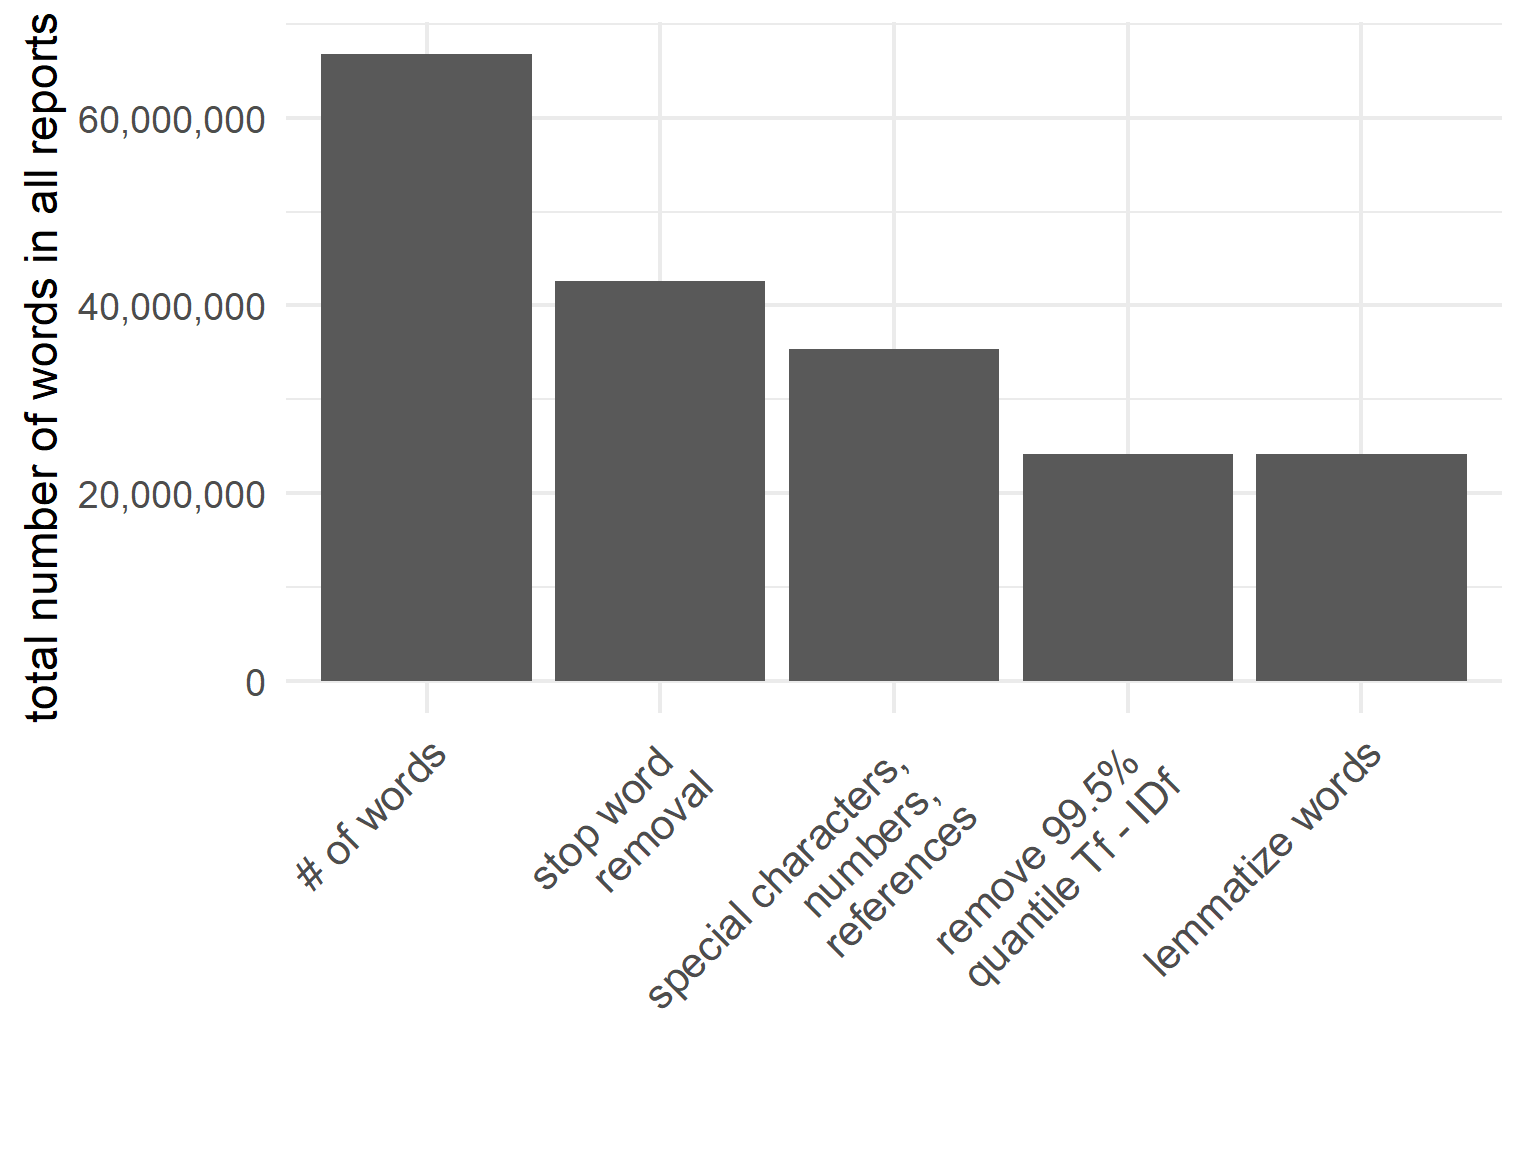 total number of words in all reports
60,000,000
40,000,000
20,000,000
0
# of words
stop word
removal
special characters,
numbers,
references
remove 99.5%
quantile Tf - IDf
lemmatize words